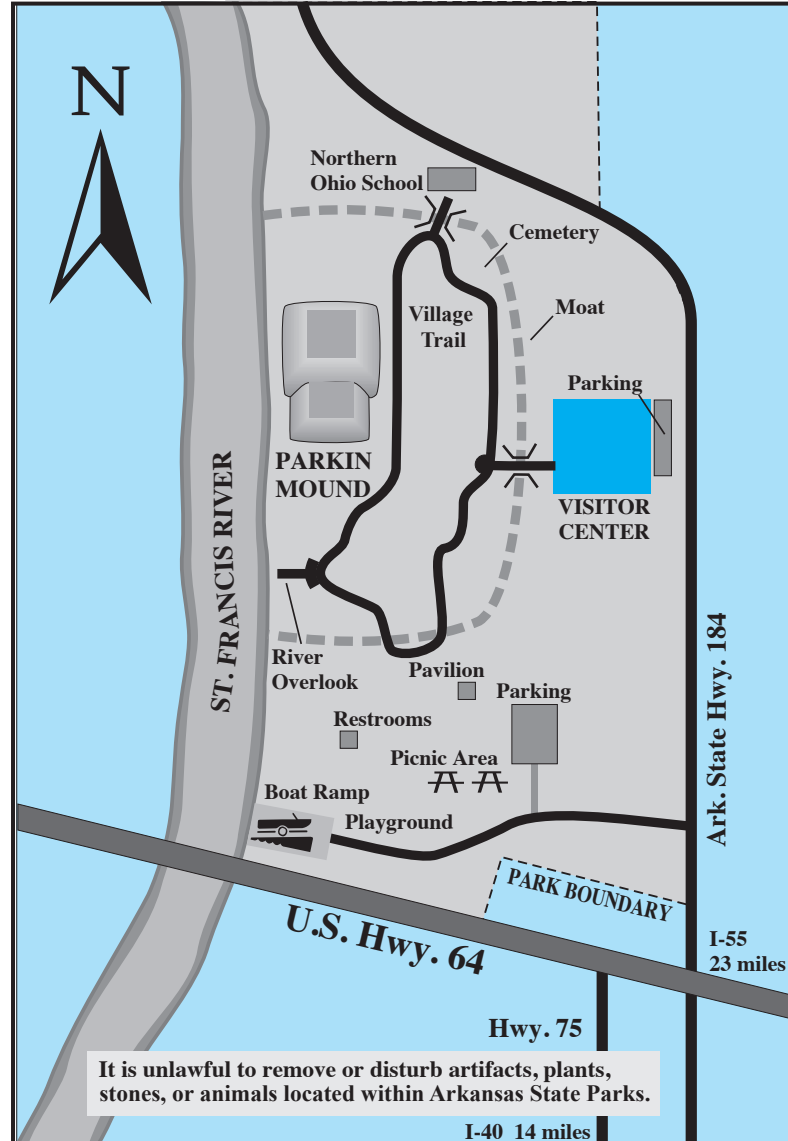 N
Northern
Ohio School
Cemetery
Village
Trail
Moat
Parking
PARKIN
MOUND
VISITOR
CENTER
ST. FRANCIS RIVER
River
Overlook
Pavilion
Parking
Restrooms
Picnic Area
Boat Ramp
Playground
Ark. State Hwy. 184
PARK BOUNDARY
U.S. Hwy. 64
I-55
23 miles
Hwy. 75
It is unlawful to remove or disturb artifacts, plants,
stones, or animals located within Arkansas State Parks.
I-40 14 miles